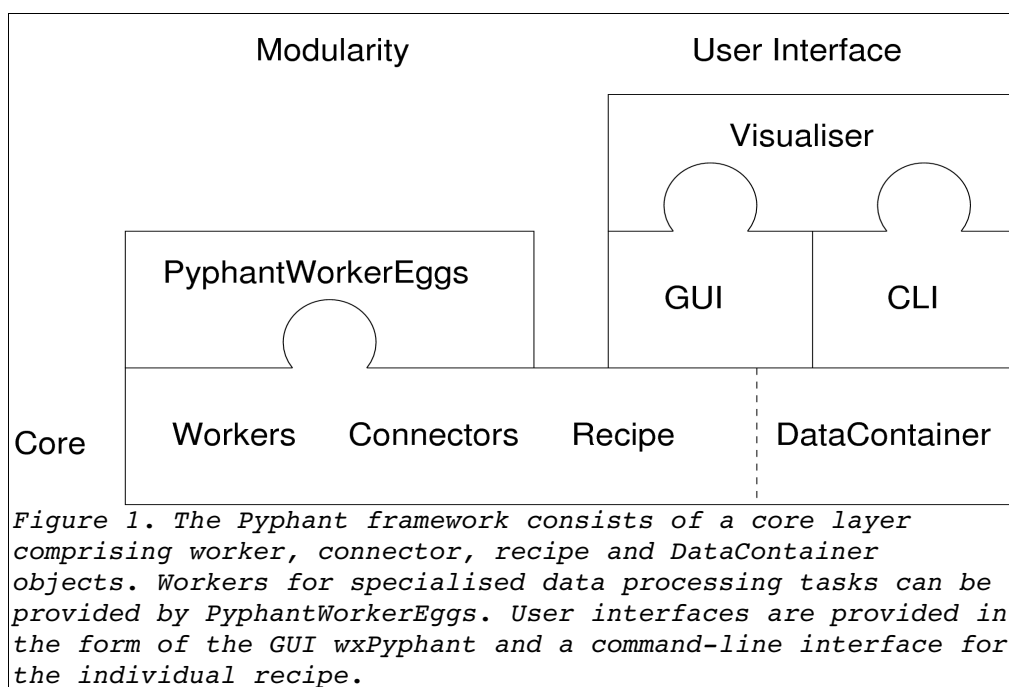 Modularity
User Interface
Visualiser
PyphantWorkerEggs
GUI
CLI
Core
Workers
Connectors
Recipe
DataContainer
Figure 1. The Pyphant framework consists of a core layer
comprising worker, connector, recipe and DataContainer
objects. Workers for specialised data processing tasks can be
provided by PyphantWorkerEggs. User interfaces are provided in
the form of the GUI wxPyphant and a command-line interface for
the individual recipe.